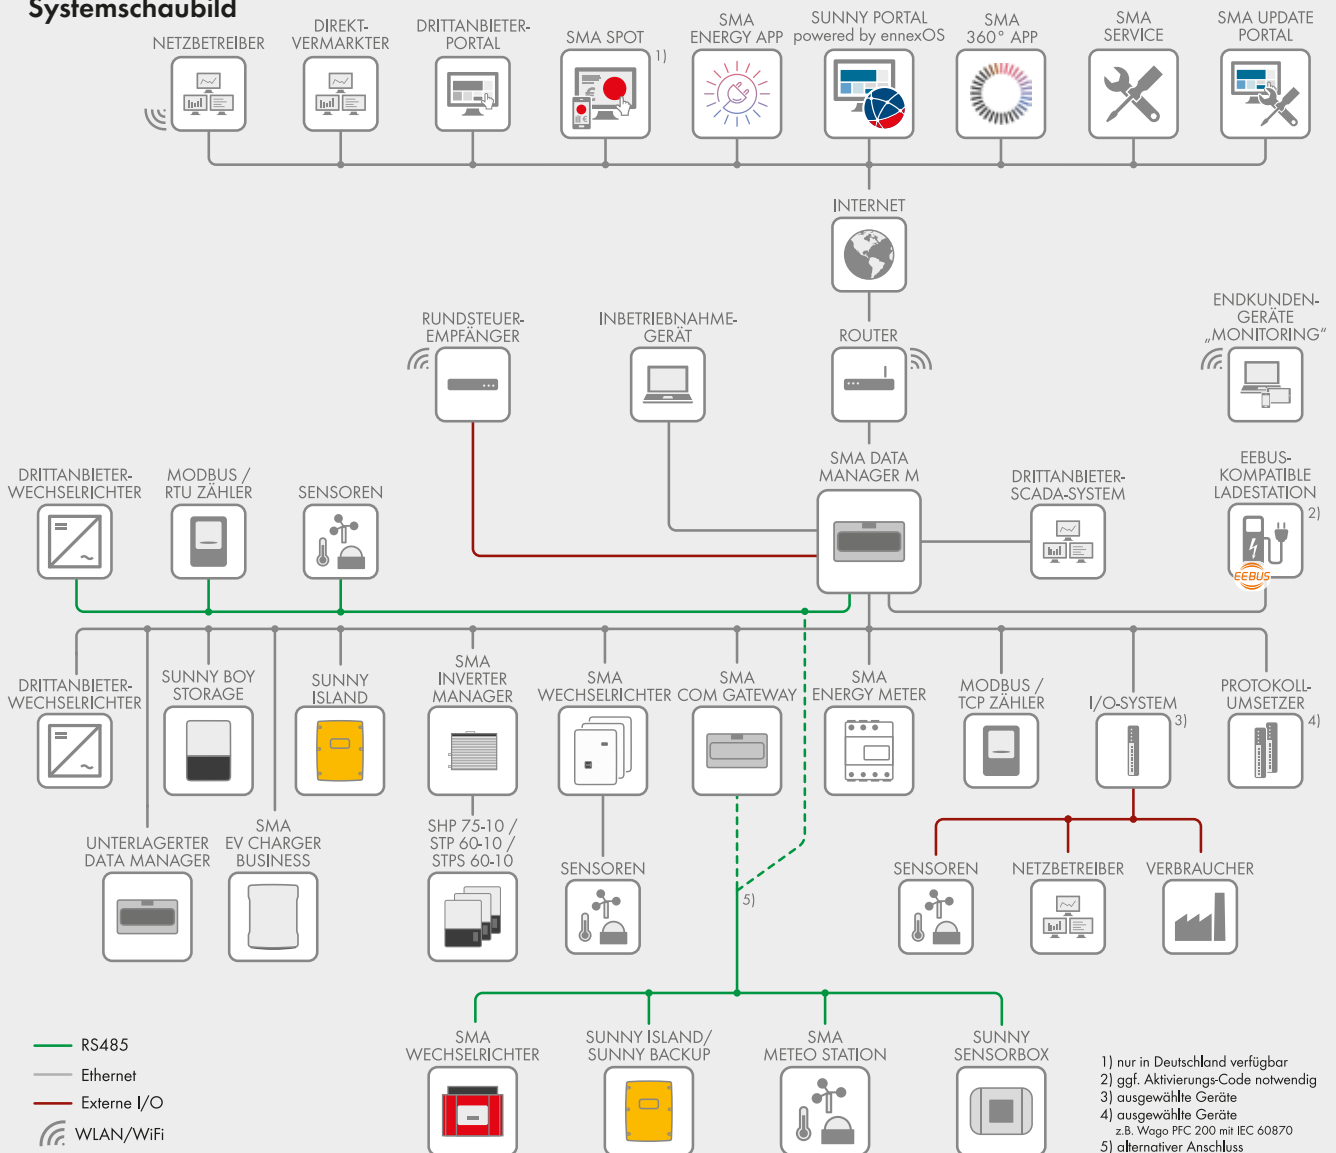 Systemschaubild
NETZBETREIBER
DIREKT-
VERMARKTER
DRITTANBIETER-
PORTAL
SMA SPOT
1)
SMA
ENERGY APP
SUNNY PORTAL
powered by ennexOS
SMA
360° APP
SMA
SERVICE
SMA UPDATE
PORTAL
INTERNET
RUNDSTEUER-
EMPFÄNGER
INBETRIEBNAHME-
GERÄT
ROUTER
ENDKUNDEN-
GERÄTE
„MONITORING"
DRITTANBIETER-
WECHSELRICHTER
MODBUS /
RTU ZÄHLER
SENSOREN
SMA DATA
MANAGER M
DRITTANBIETER-
SCADA-SYSTEM
EEBUS-
KOMPATIBLE
LADESTATION
2)
EEBUS
DRITTANBIETER-
WECHSELRICHTER
SUNNY BOY
STORAGE
SUNNY
ISLAND
SMA
INVERTER
MANAGER
SMA
WECHSELRICHTER
SMA
COM GATEWAY
SMA
ENERGY METER
MODBUS /
TCP ZÄHLER
I/O-SYSTEM
3)
PROTOKOLL-
UMSETZER
4)
UNTERLAGERTER
DATA MANAGER
SMA
EV CHARGER
BUSINESS
SHP 75-10 /
STP 60-10 /
STPS 60-10
SENSOREN
5)
SENSOREN
NETZBETREIBER
VERBRAUCHER
SMA
WECHSELRICHTER
SUNNY ISLAND/
SUNNY BACKUP
SMA
METEO STATION
SUNNY
SENSORBOX
RS485
Ethernet
Externe I/O
WLAN/WiFi
1) nur in Deutschland verfügbar
2) ggf. Aktivierungs-Code notwendig
3) ausgewählte Geräte
4) ausgewählte Geräte
z.B. Wago PFC 200 mit IEC 60870
5) alternativer Anschluss